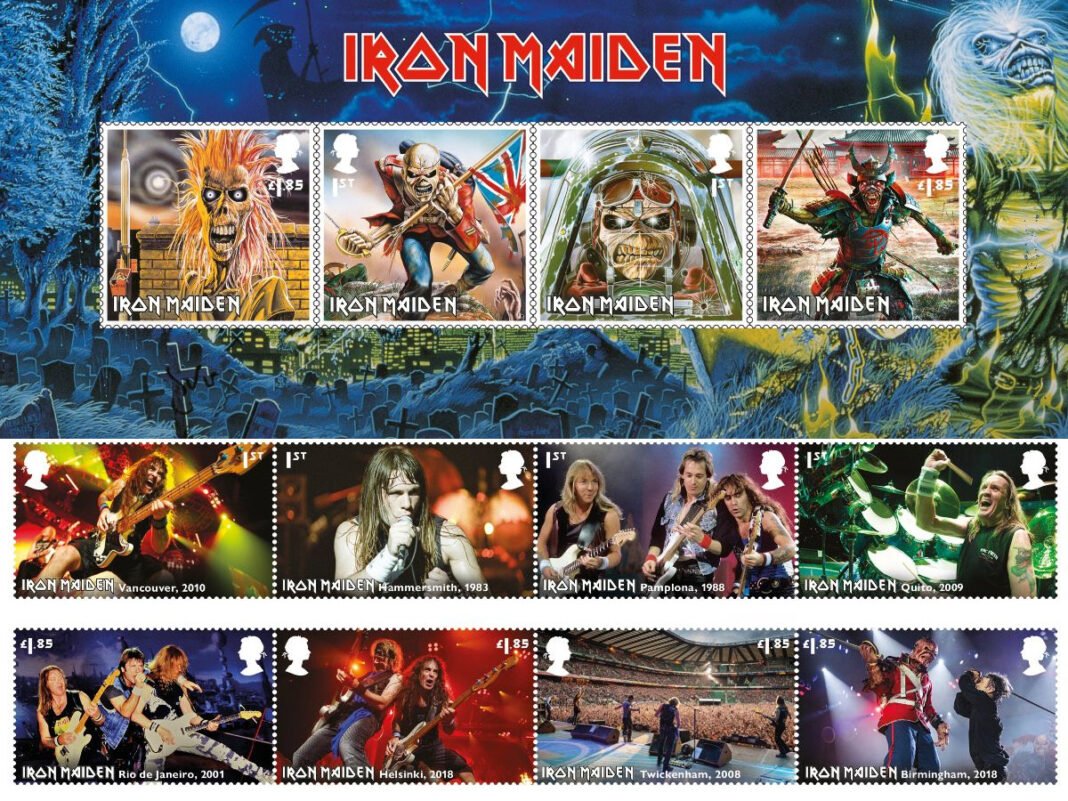 IRON MAIDEN
£1.85
1ST
1ST
£1.85
IRON MAIDEN
IRON MAIDEN
IRON MAIDEN
IRON MAIDEN
1ST
1ST
1ST
1ST
IRON MAIDEN Vancouver, 2010
IRON MAIDEN Hammersmith, 1983
IRON MAIDEN Pamplona, 1988
IRON MAIDEN Quito, 2009
£1.85
£1.85
£1.85
£1.85
IRON MAIDEN Rio de Janeiro, 2001
IRON MAIDEN Helsinki, 2018
IRON MAIDEN Twickenham, 2008
IRON MAIDEN Birmingham, 2018